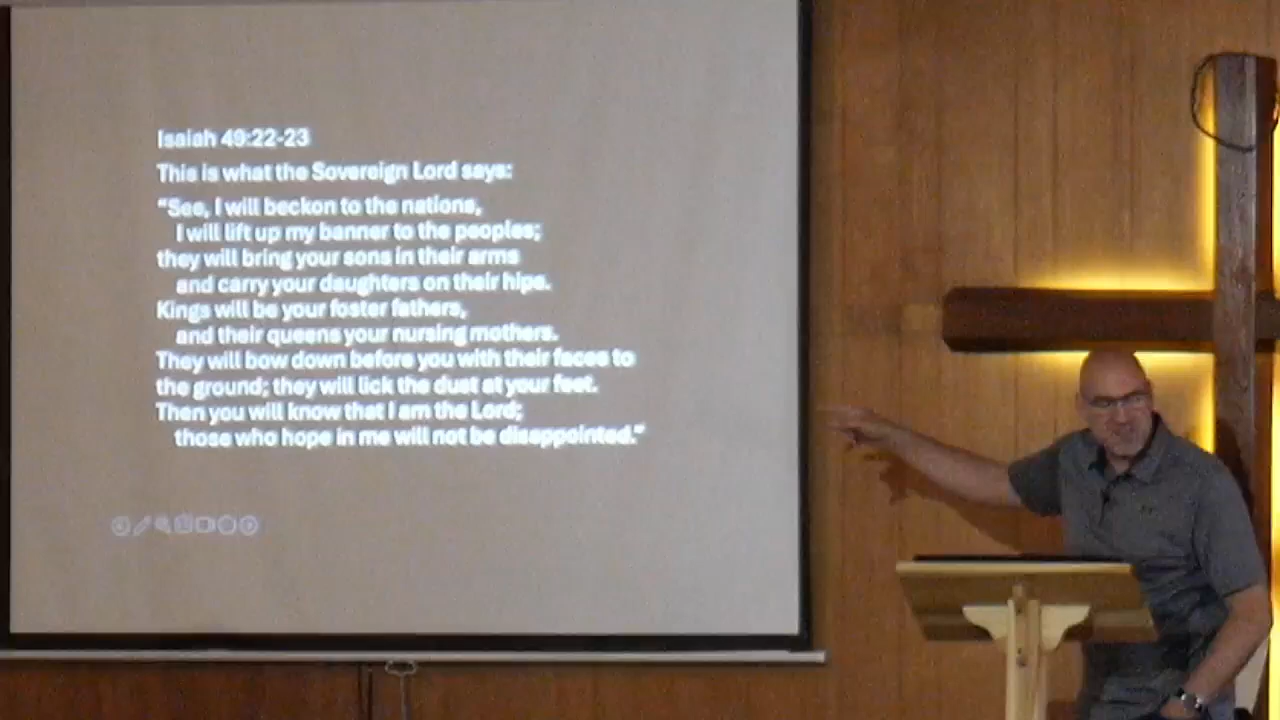 Isaiah 49:22-23
This is what the Sovereign Lord says:
“See, I will beckon to the nations,
I will lift up my banner to the peoples;
they will bring your sons in their arms
and carry your daughters on their hips.
Kings will be your foster fathers,
and their queens your nursing mothers.
They will bow down before you with their faces to
the ground; they will lick the dust at your feet.
Then you will know that I am the Lord;
those who hope in me will not be disappointed.”